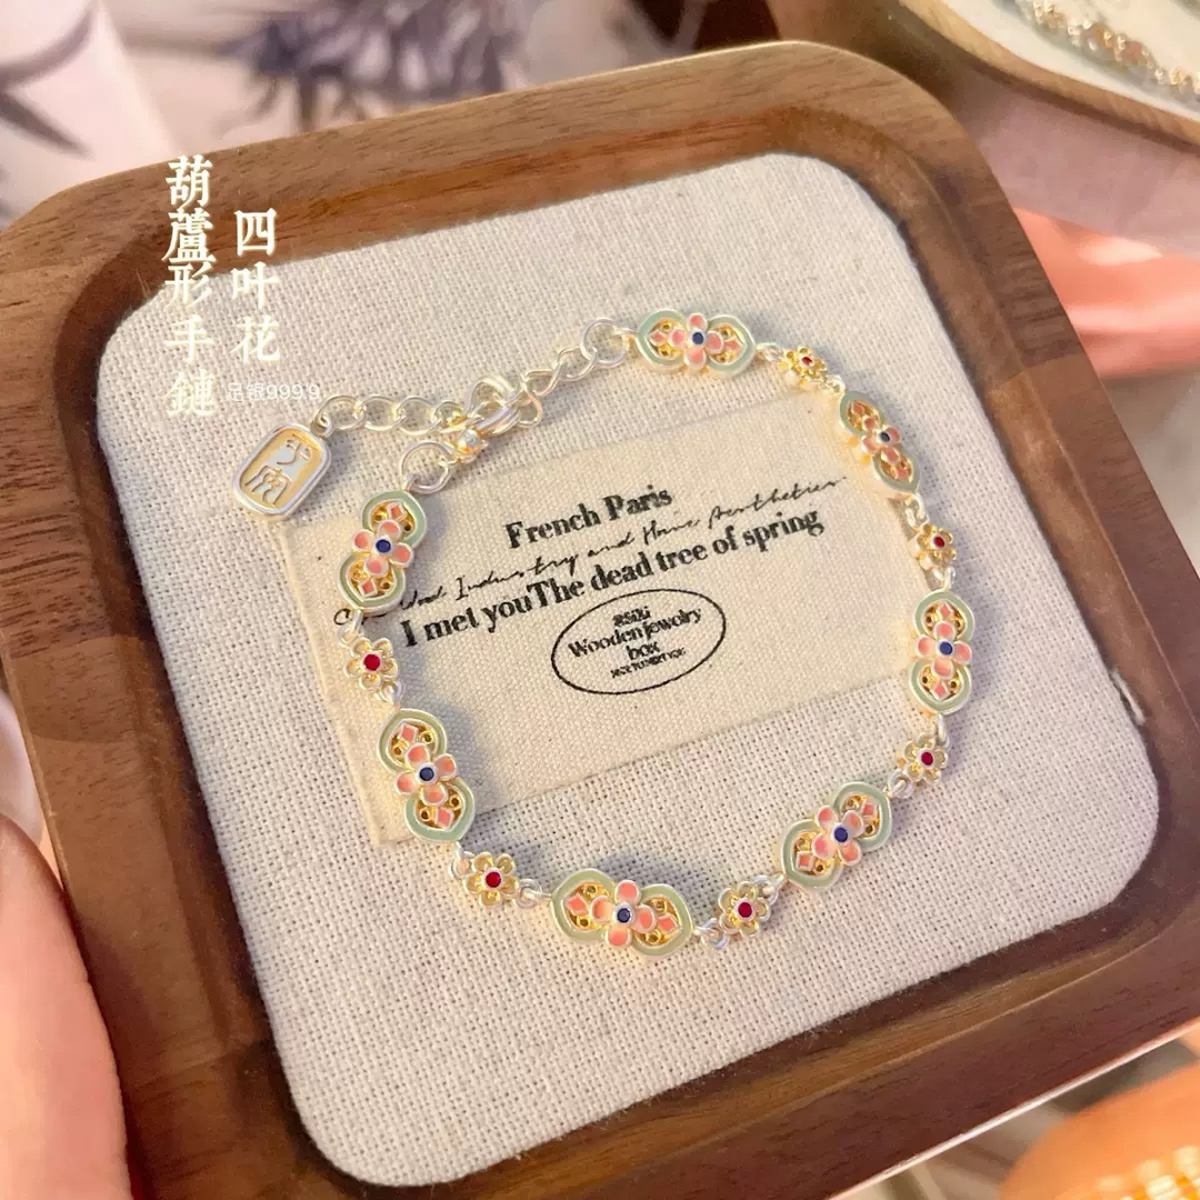 四叶花
葫蘆形手鏈
足银999.9
French Paris
I met youThe dead tree of spring
Wooden jewelry
box